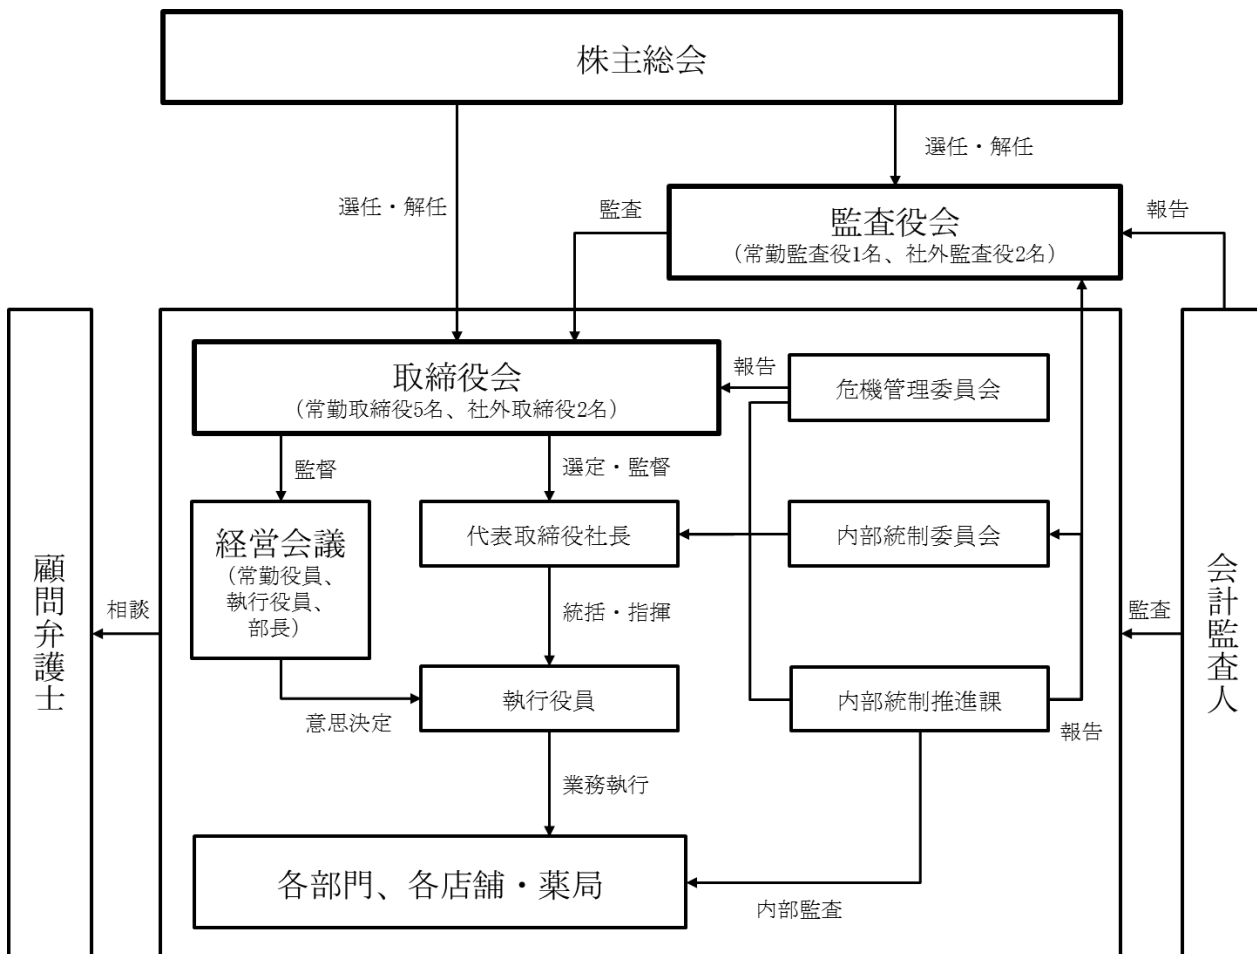 株主総会
選任・解任
選任・解任
監査
監査役会
（常勤監査役1名、社外監査役2名）
報告
取締役会
（常勤取締役5名、社外取締役2名）
報告
危機管理委員会
監督
選定・監督
経営会議
（常勤役員、
執行役員、
部長）
代表取締役社長
内部統制委員会
顧問弁護士
相談
統括・指揮
監査
会計監査人
意思決定
執行役員
内部統制推進課
報告
業務執行
各部門、各店舗・薬局
内部監査